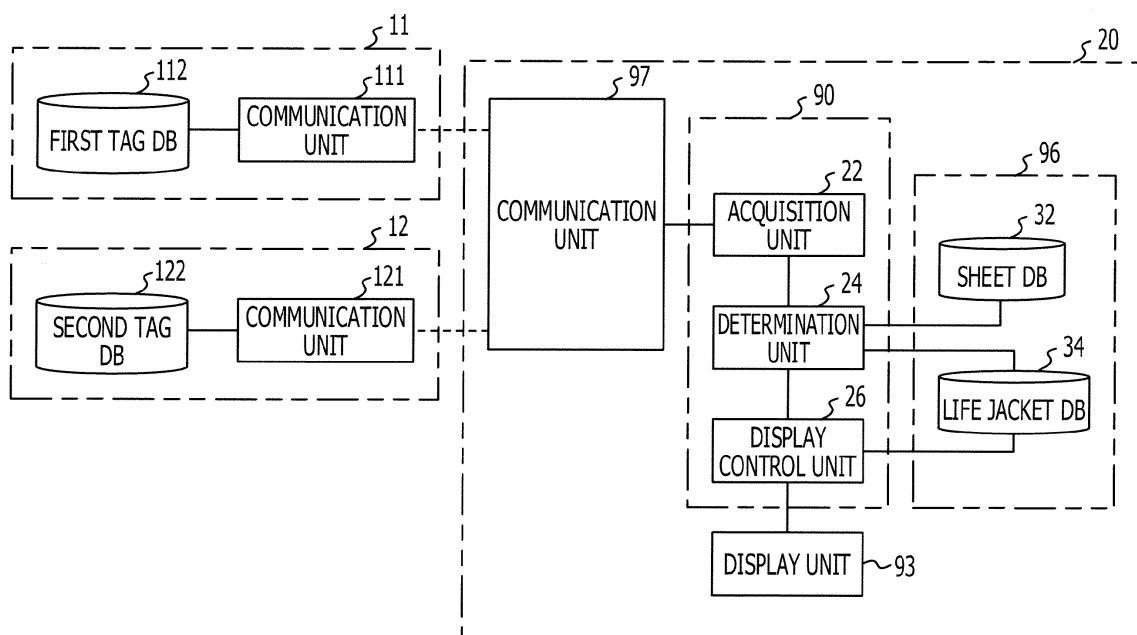 11
112
111
FIRST TAG DB
COMMUNICATION
UNIT
12
122
121
SECOND TAG
DB
COMMUNICATION
UNIT
20
97
COMMUNICATION
UNIT
90
22
ACQUISITION
UNIT
24
DETERMINATION
UNIT
26
DISPLAY
CONTROL UNIT
DISPLAY UNIT
93
96
32
SHEET DB
34
LIFE JACKET DB